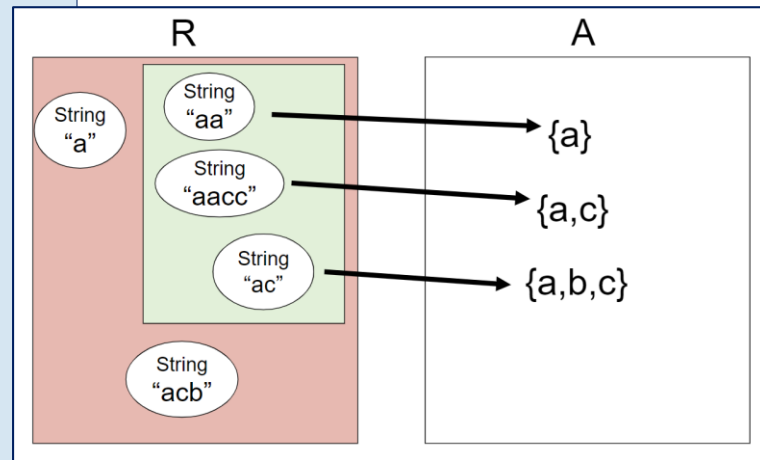 R
A
String
“a”
String
“aa”
{a}
String
“aacc”
{a,c}
String
“ac”
{a,b,c}
String
“acb”